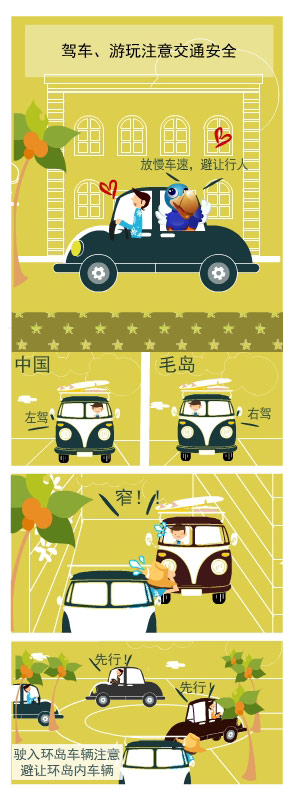 驾车、游玩注意交通安全
放慢车速，避让行人
中国
毛岛
左驾
右驾
窄！！
先行！
先行！
驶入环岛车辆注意
避让环岛内车辆